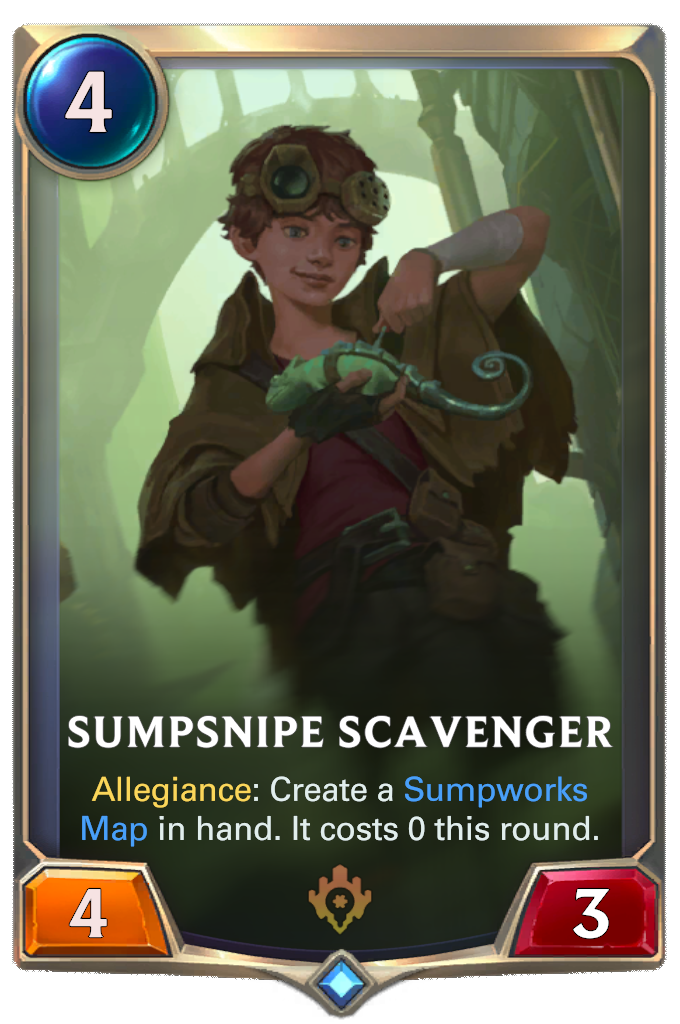 4
SUMPSNIPE SCAVENGER
Allegiance: Create a Sumpworks
Map in hand. It costs 0 this round.
4
3